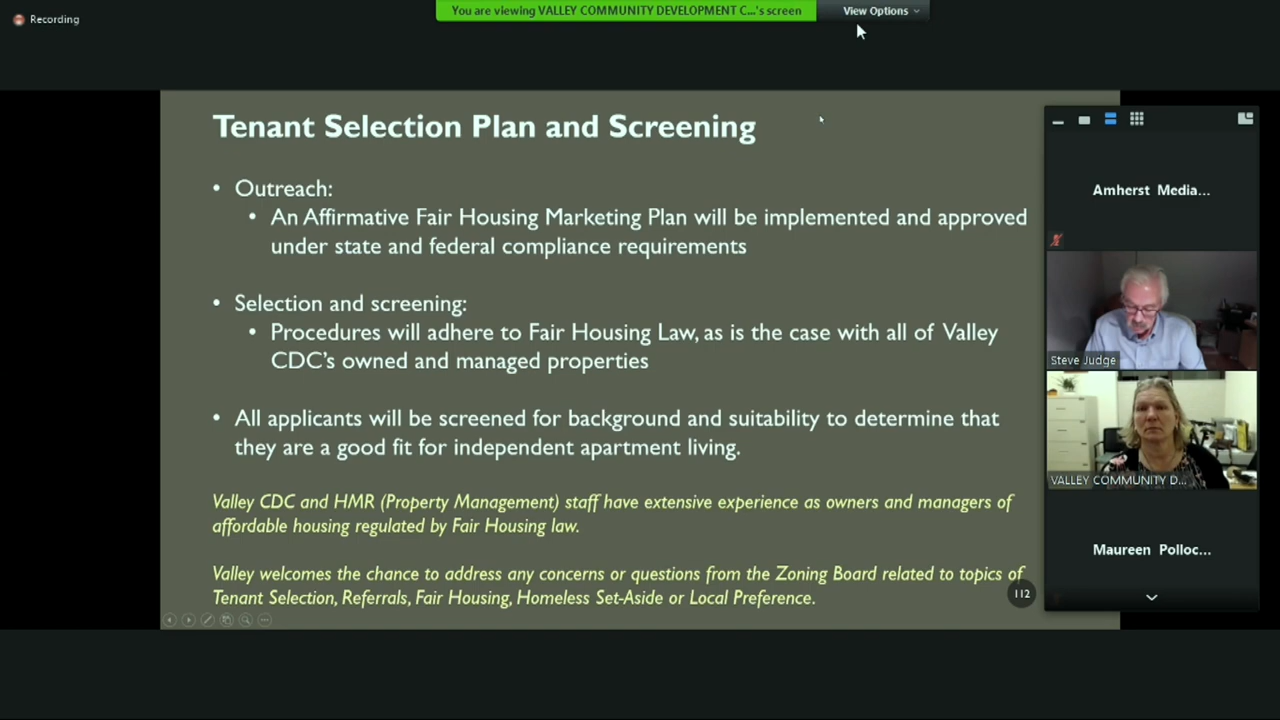 Recording
You are viewing VALLEY COMMUNITY DEVELOPMENT C...'s screen
View Options
Tenant Selection Plan and Screening
• Outreach:
• An Affirmative Fair Housing Marketing Plan will be implemented and approved
under state and federal compliance requirements
• Selection and screening:
• Procedures will adhere to Fair Housing Law, as is the case with all of Valley
CDC's owned and managed properties
• All applicants will be screened for background and suitability to determine that
they are a good fit for independent apartment living.
Valley CDC and HMR (Property Management) staff have extensive experience as owners and managers of
affordable housing regulated by Fair Housing law.
Valley welcomes the chance to address any concerns or questions from the Zoning Board related to topics of
Tenant Selection, Referrals, Fair Housing, Homeless Set-Aside or Local Preference.
112
Amherst Media...
Steve Judge
VALLEY COMMUNITY D...
Maureen Polloc...